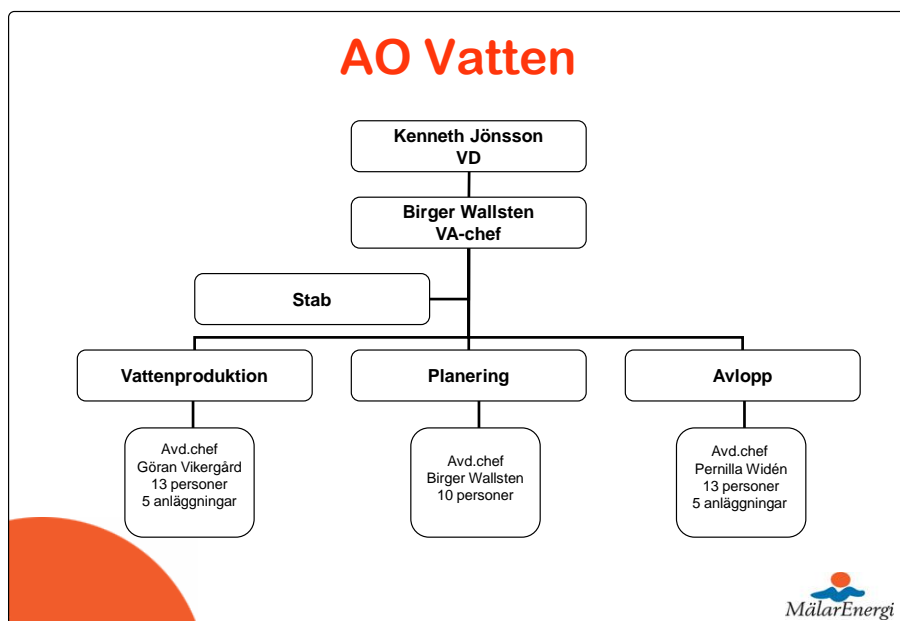 AO Vatten
Kenneth Jönsson
VD
Birger Wallsten
VA-chef
Stab
Vattenproduktion
Planering
Avlopp
Avd.chef
Göran Vikergård
13 personer
5 anläggningar
Avd.chef
Birger Wallsten
10 personer
Avd.chef
Pernilla Widén
13 personer
5 anläggningar
MälarEnergi